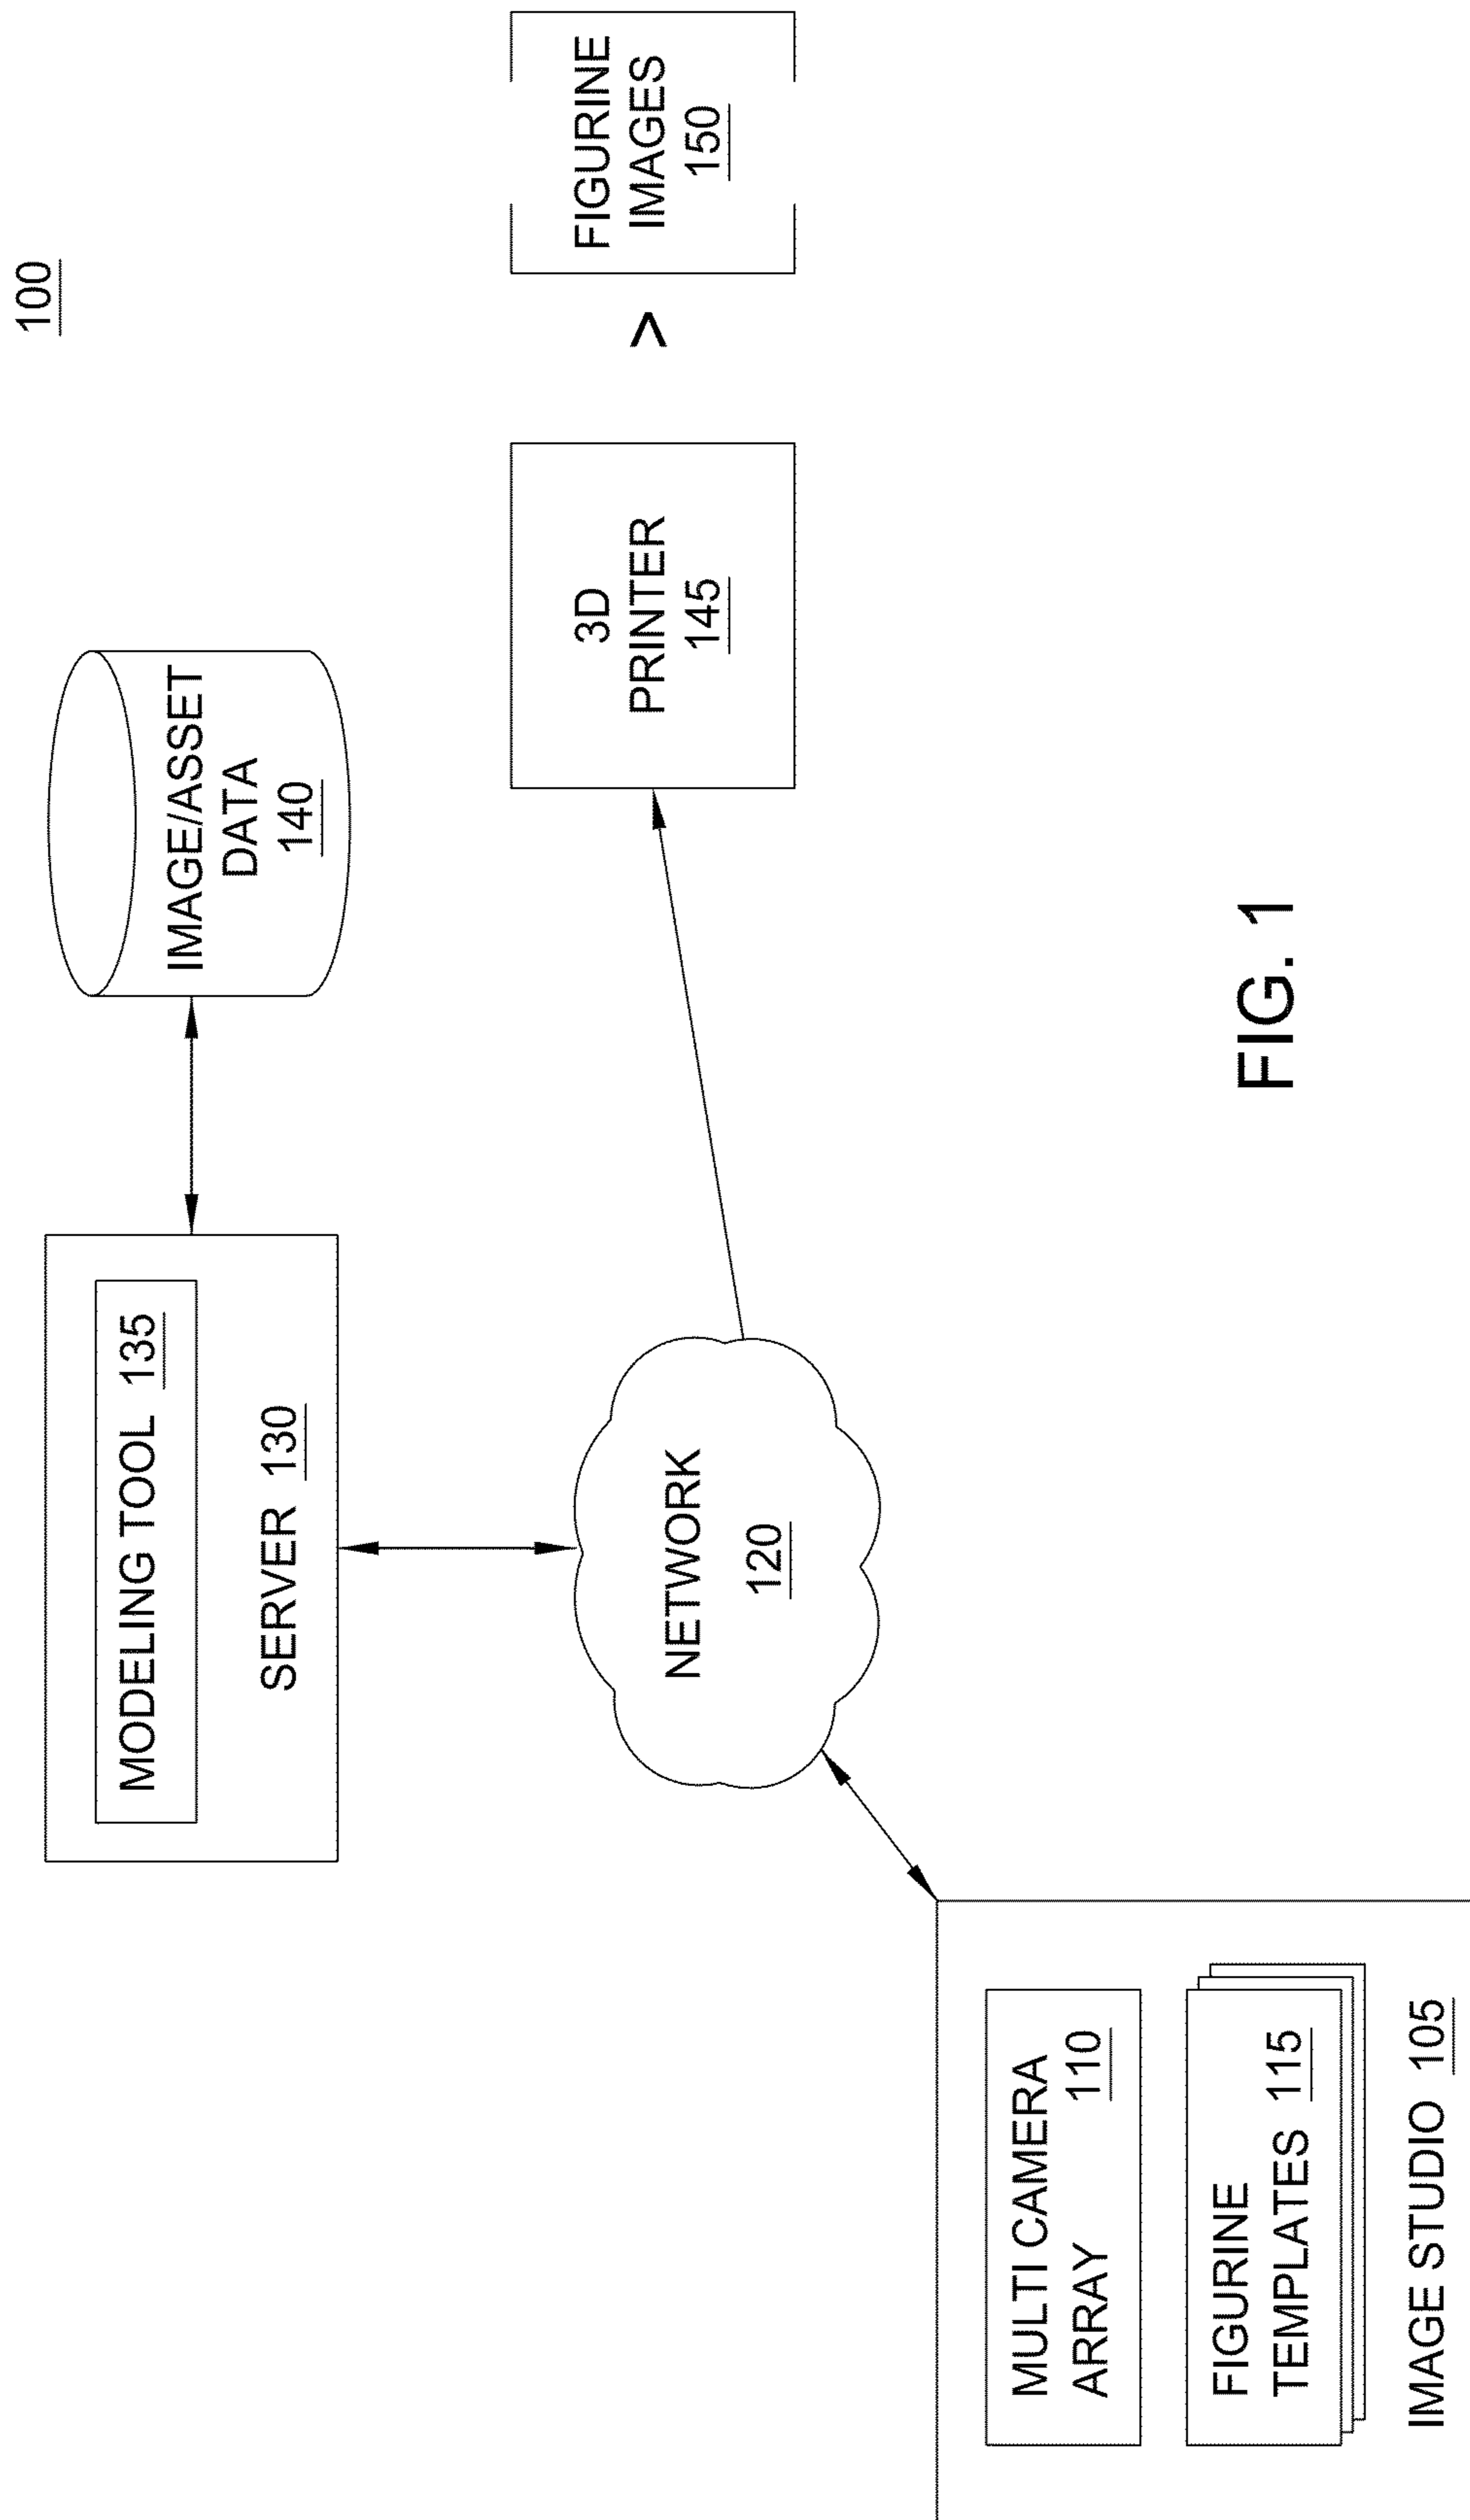 100
MODELING TOOL 135
SERVER 130
IMAGE/ASSET
DATA
140
NETWORK
120
3D
PRINTER
145
>
FIGURINE
IMAGES
150
MULTI CAMERA
ARRAY 110
FIGURINE
TEMPLATES 115
IMAGE STUDIO 105
FIG. 1